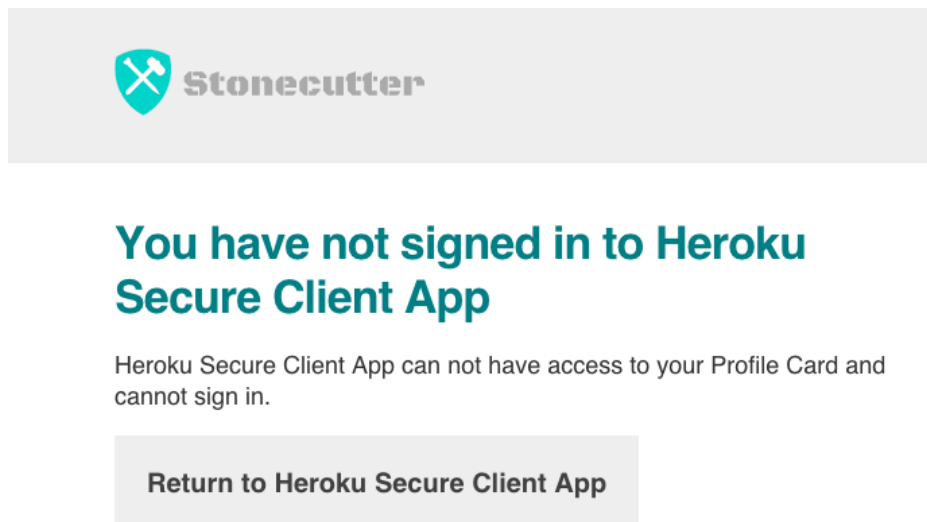 Stonecutter
You have not signed in to Heroku
Secure Client App
Heroku Secure Client App can not have access to your Profile Card and
cannot sign in.
Return to Heroku Secure Client App